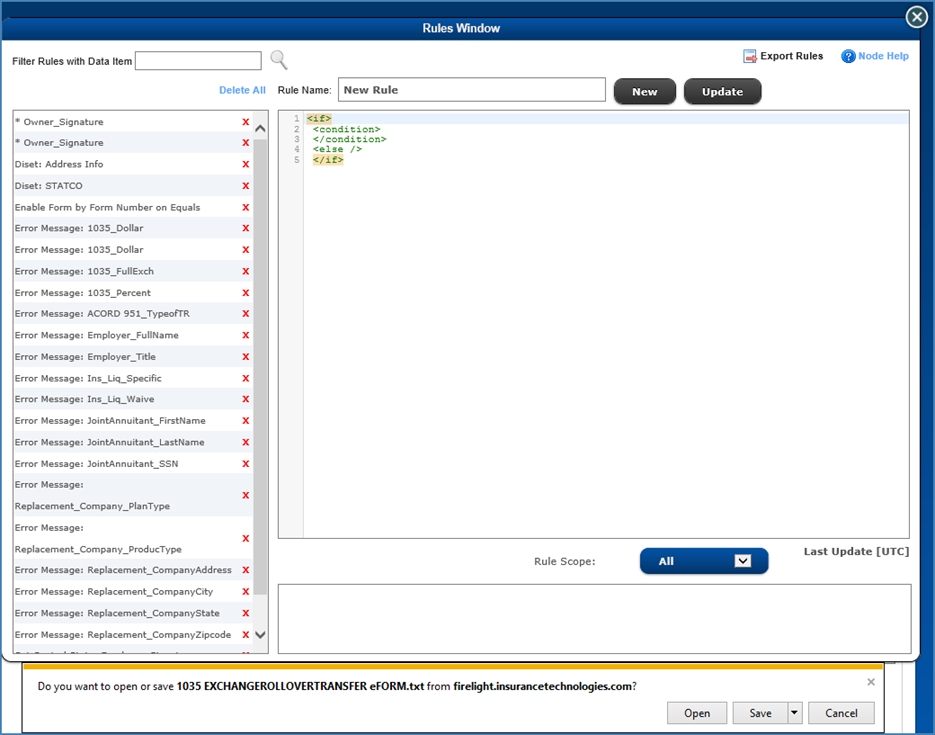 Rules Window
Filter Rules with Data Item
Export Rules
Node Help
Delete All
Rule Name:
New Rule
New
Update
* Owner_Signature X
* Owner_Signature X
Diset: Address Info X
Diset: STATCO X
Enable Form by Form Number on Equals X
Error Message: 1035_Dollar X
Error Message: 1035_Dollar X
Error Message: 1035_FullExch X
Error Message: 1035_Percent X
Error Message: ACORD 951_TypeofTR X
Error Message: Employer_FullName X
Error Message: Employer_Title X
Error Message: Ins_Liq_Specific X
Error Message: Ins_Liq_Waive X
Error Message: JointAnnuitant_FirstName X
Error Message: JointAnnuitant_LastName X
Error Message: JointAnnuitant_SSN X
Error Message:
Replacement_Company_PlanType X
Error Message:
Replacement_Company_ProducType X
Error Message: Replacement_CompanyAddress X
Error Message: Replacement_CompanyCity X
Error Message: Replacement_CompanyState X
Error Message: Replacement_CompanyZipcode X
1 <if>
2 <condition>
3 </condition>
4 <else />
5 </if>
Rule Scope:
All
Last Update [UTC]
Do you want to open or save 1035 EXCHANGEROLLOVERTRANSFER eFORM.txt from firelight.insurancetechnologies.com?
Open
Save
Cancel